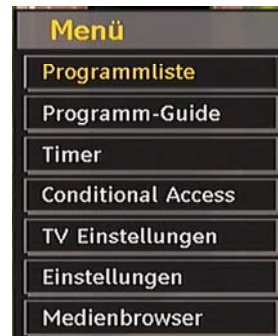 Menü
Programmliste
Programm-Guide
Timer
Conditional Access
TV Einstellungen
Einstellungen
Medienbrowser